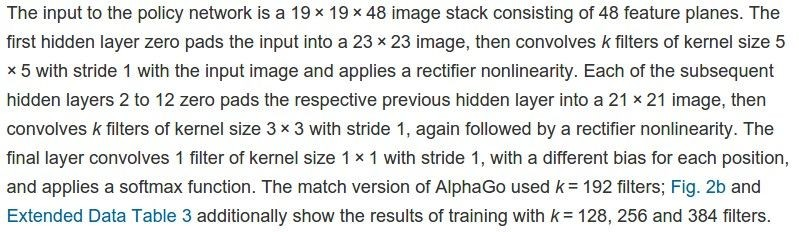 The input to the policy network is a 19 × 19 × 48 image stack consisting of 48 feature planes. The
first hidden layer zero pads the input into a 23 × 23 image, then convolves k filters of kernel size 5
× 5 with stride 1 with the input image and applies a rectifier nonlinearity. Each of the subsequent
hidden layers 2 to 12 zero pads the respective previous hidden layer into a 21 × 21 image, then
convolves k filters of kernel size 3 × 3 with stride 1, again followed by a rectifier nonlinearity. The
final layer convolves 1 filter of kernel size 1 × 1 with stride 1, with a different bias for each position,
and applies a softmax function. The match version of AlphaGo used k = 192 filters; Fig. 2b and
Extended Data Table 3 additionally show the results of training with k = 128, 256 and 384 filters.